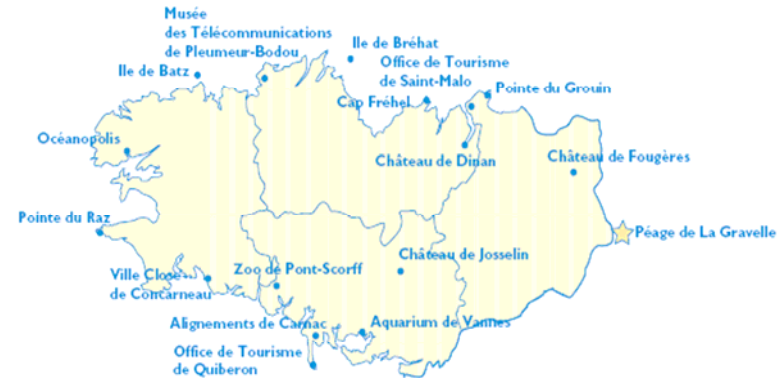 Musée
des Télécommunications
de Pleumeur-Bodou
Ile de Bréhat
Office de Tourisme
de Saint-Malo
Ile de Batz
Pointe du Grouin
Cap Fréhel
Océanopolis
Château de Dinan
Château de Fougères
Pointe du Raz
Péage de La Gravelle
Château de Josselin
Ville Close
de Concarneau
Zoo de Pont-Scorff
Alignements de Carnac
Aquarium de Vannes
Office de Tourisme
de Quiberon